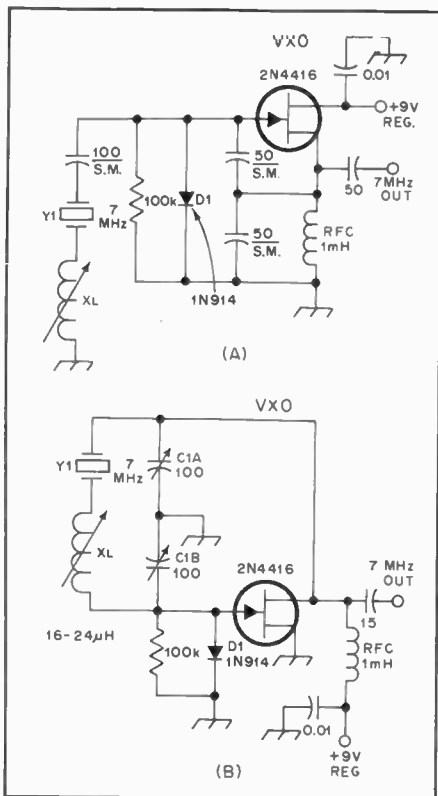 VXO
2N4416
0.01
+9V
REG.
100
S.M.
50
S.M.
50
7MHz
OUT
Y1
7
MHz
100k
D1
50
S.M.
RFC
1mH
1N914
XL
(A)
VXO
Y1
7
MHz
C1A
100
XL
C1B
100
2N4416
7 MHz
OUT
15
16-24µH
100k
D1
1N914
RFC
1mH
0.01
+9V
REG
(B)